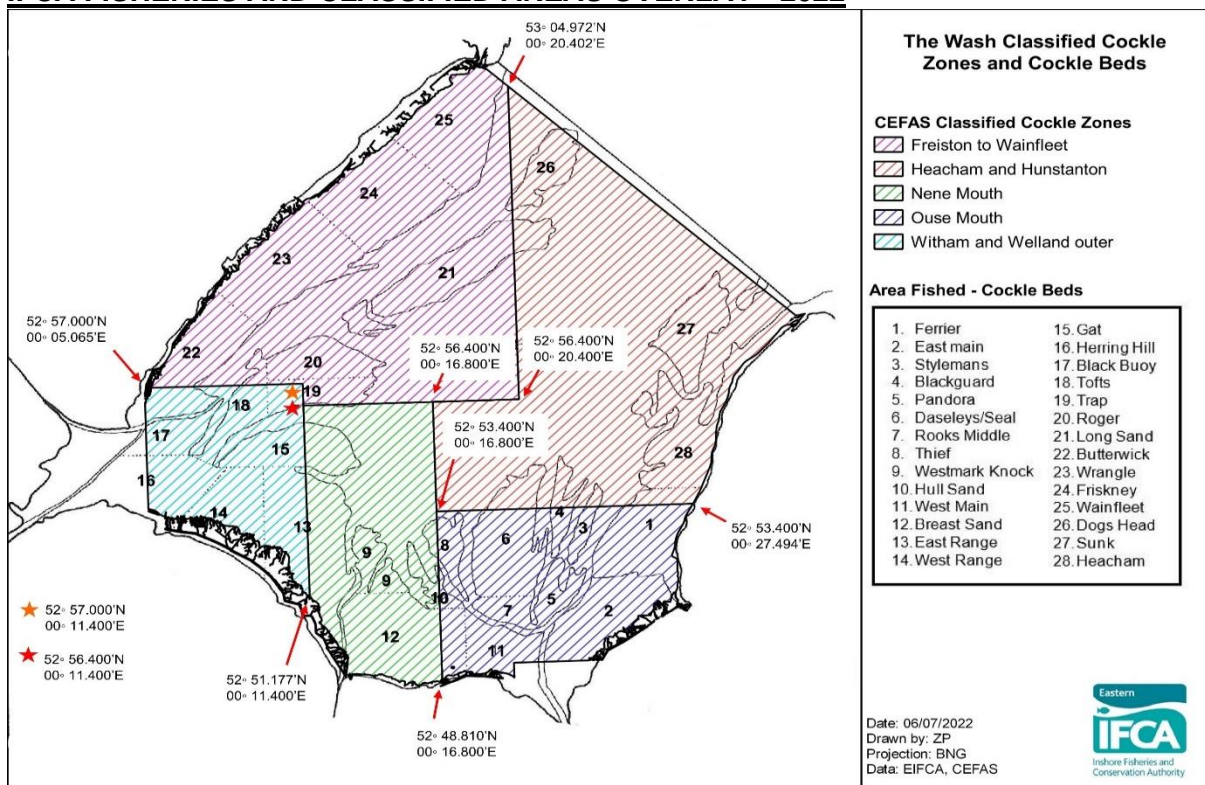 IFCA FISHERIES AND CLASSIFIED AREAS OVERLAY – 2022
53◦ 04.972'N
00◦ 20.402'E
25
26
24
23
21
27
52◦ 57.000'N
00◦ 05.065'E
22
20
52◦ 56.400'N
00◦ 16.800'E
52◦ 56.400'N
00◦ 20.400'E
19
18
17
15
52◦ 53.400'N
00◦ 16.800'E
28
16
14
13
4
3
1
6
8
9
9
52◦ 53.400'N
00◦ 27.494'E
10
7
5
2
12
11
52◦ 57.000'N
00◦ 11.400'E
52◦ 56.400'N
00◦ 11.400'E
52◦ 51.177'N
00◦ 11.400'E
52◦ 48.810'N
00◦ 16.800'E
The Wash Classified Cockle
Zones and Cockle Beds
CEFAS Classified Cockle Zones
Freiston to Wainfleet
Heacham and Hunstanton
Nene Mouth
Ouse Mouth
Witham and Welland outer
Area Fished - Cockle Beds
1. Ferrier
2. East main
3. Stylemans
4. Blackguard
5. Pandora
6. Daseleys/Seal
7. Rooks Middle
8. Thief
9. Westmark Knock
10. Hull Sand
11. West Main
12. Breast Sand
13. East Range
14. West Range
15. Gat
16. Herring Hill
17. Black Buoy
18. Tofts
19. Trap
20. Roger
21. Long Sand
22. Butterwick
23. Wrangle
24. Friskney
25. Wainfleet
26. Dogs Head
27. Sunk
28. Heacham
Date: 06/07/2022
Drawn by: ZP
Projection: BNG
Data: EIFCA, CEFAS
Eastern
IFCA
Inshore Fisheries and
Conservation Authority